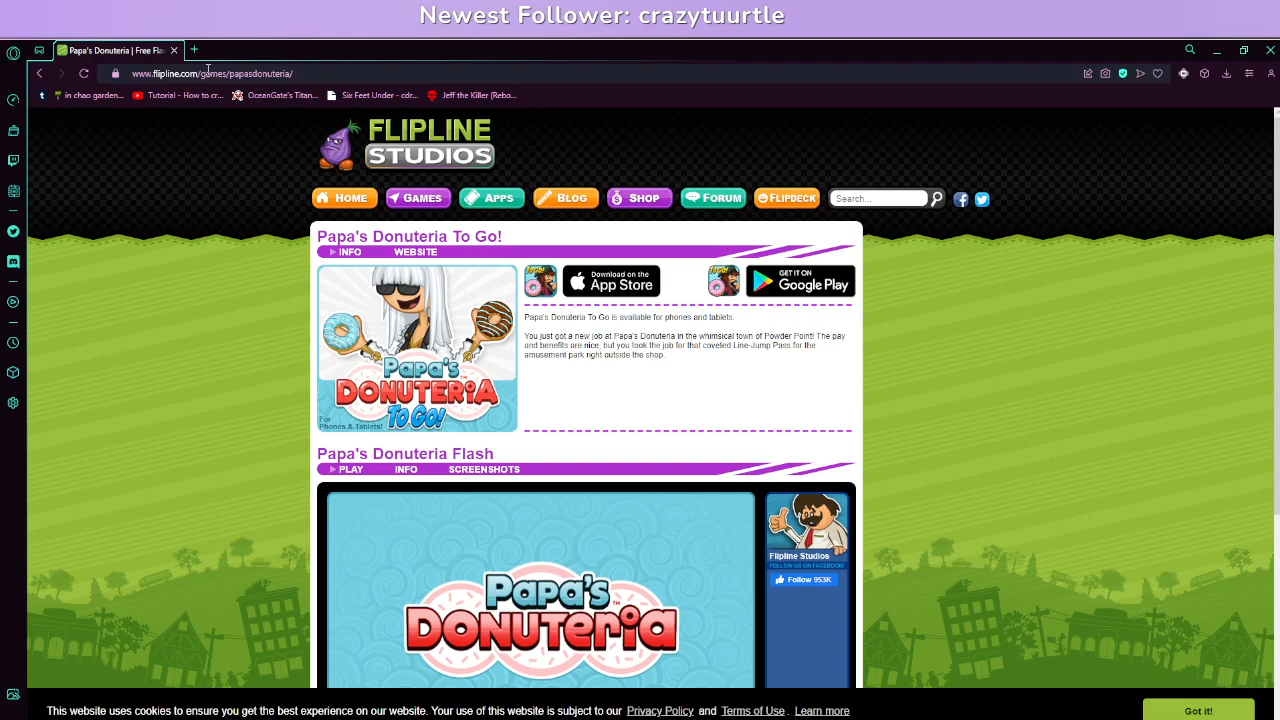 Newest Follower: crazytuurtle
Papa's Donuteria | Free Fla
www.flipline.com/games/papasdonuteria/
in chao garden...
Tutorial - How to cr...
OceanGate's Titan...
Six Feet Under - cdr...
Jeff the Killer (Rebo...
FLIPLINE
STUDIOS
HOME
GAMES
APPS
BLOG
SHOP
FORUM
FLIPDECK
Search...
Papa's Donuteria To Go!
INFO
WEBSITE
Download on the
App Store
GET IT ON
Google Play
Papa's Donuteria To Go is available for phones and tablets.
You just got a new job at Papa's Donuteria in the whimsical town of Powder Point! The pay
and benefits are nice, but you took the job for that coveted Line-Jump Pass for the
amusement park right outside the shop.
PAPA'S
DONUTERIA
TO GO!
For
Phones & Tablets!
Papa's Donuteria Flash
PLAY
INFO
SCREENSHOTS
PAPA'S
DONUTERIA
Flipline Studios
FOLLOW US ON FACEBOOK!
Follow 953K
This website uses cookies to ensure you get the best experience on our website. Your use of this website is subject to our Privacy Policy and Terms of Use. Learn more
Got it!